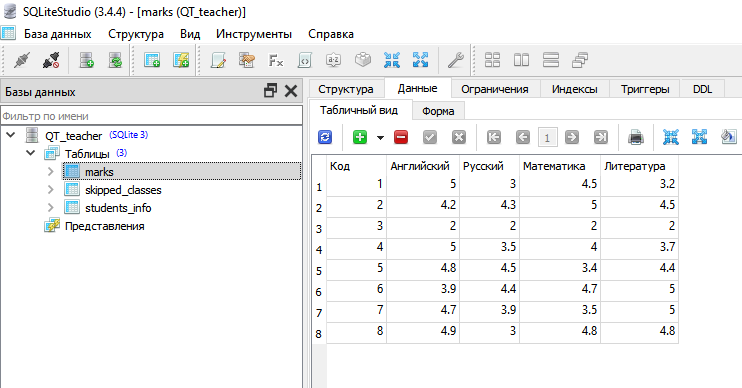 SQLiteStudio (3.4.4) - [marks (QT_teacher)]
База данных Структура Вид Инструменты Справка
Базы данных
Фильтр по имени
QT_teacher (SQLite 3)
Таблицы (3)
marks
skipped_classes
students_info
Представления
Структура Данные Ограничения Индексы Триггеры DDL
Табличный вид Форма
1
Код Английский Русский Математика Литература
1 1 5 3 4.5 3.2
2 2 4.2 4.3 5 4.5
3 3 2 2 2 2
4 4 5 3.5 4 3.7
5 5 4.8 4.5 3.4 4.4
6 6 3.9 4.4 4.7 5
7 7 4.7 3.9 3.5 5
8 8 4.9 3 4.8 4.8